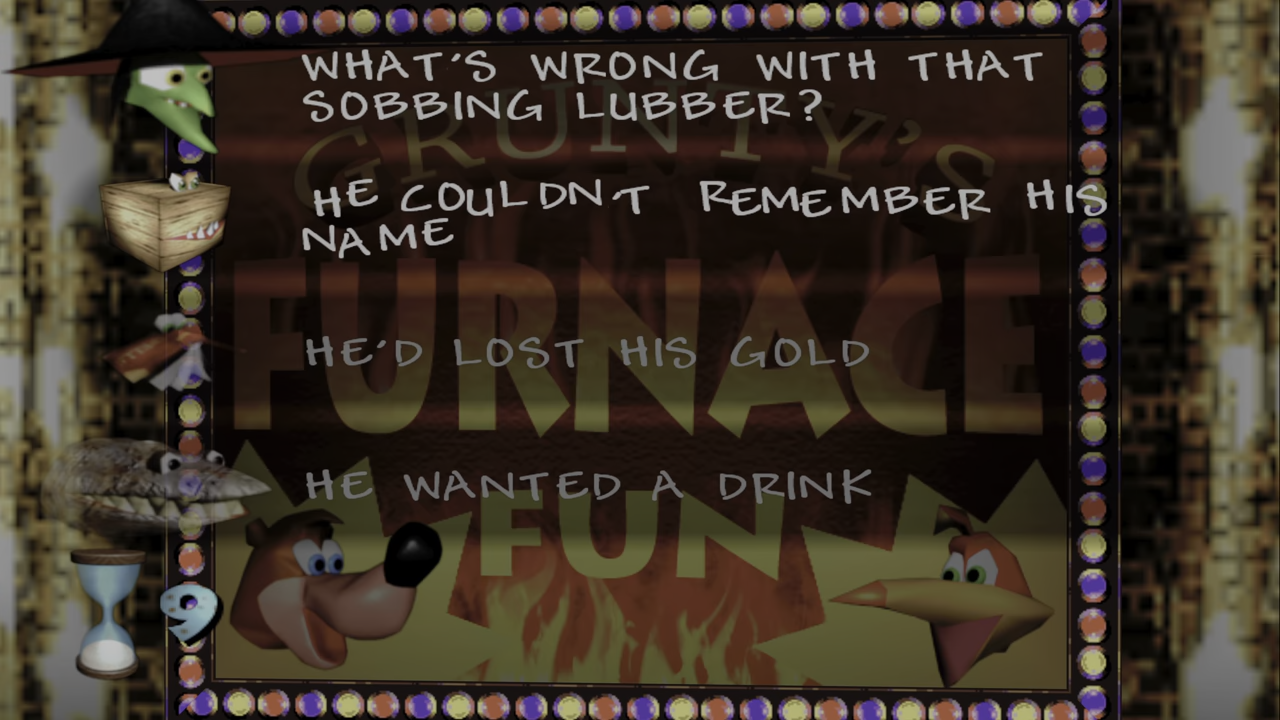 WHAT'S WRONG WITH THAT
SOBBING LUBBER?
HE COULDN'T REMEMBER HIS
NAME
HE'D LOST HIS GOLD
HE WANTED A DRINK
GRUNTY'S
FURNACE
FUN
9